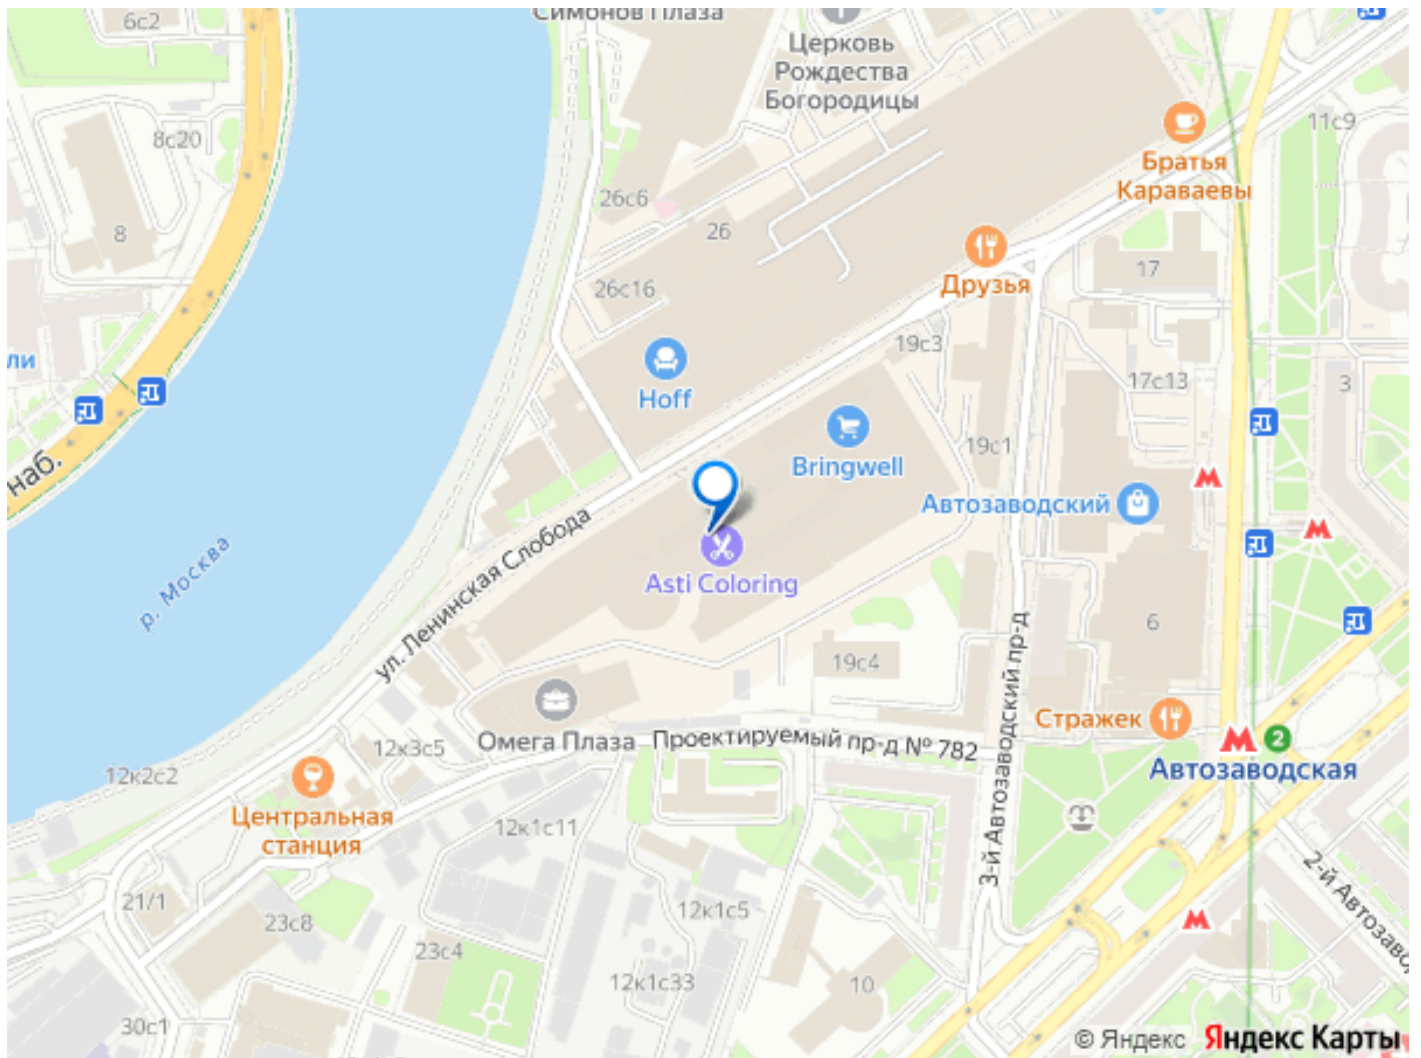 6с2
Симонов Плаза
Церковь
Рождества
Богородицы
8с20
11с9
Братья
Караваевы
26с6
26
8
17
Друзья
26с16
19с3
ли
Hoff
17с13
3
19с1
Bringwell
наб.
Автозаводский
р. Москва
ул. Ленинская Слобода
Asti Coloring
6
19с4
3-й Автозаводский пр-д
Стражек
Омега Плаза
Проектируемый пр-д № 782
12к3с5
2
Автозаводская
12к2с2
Центральная
станция
12к1с11
2-й Автозавод
21/1
23с8
12к1с5
23с4
12к1с33
10
30с1
© Яндекс Яндекс Карты